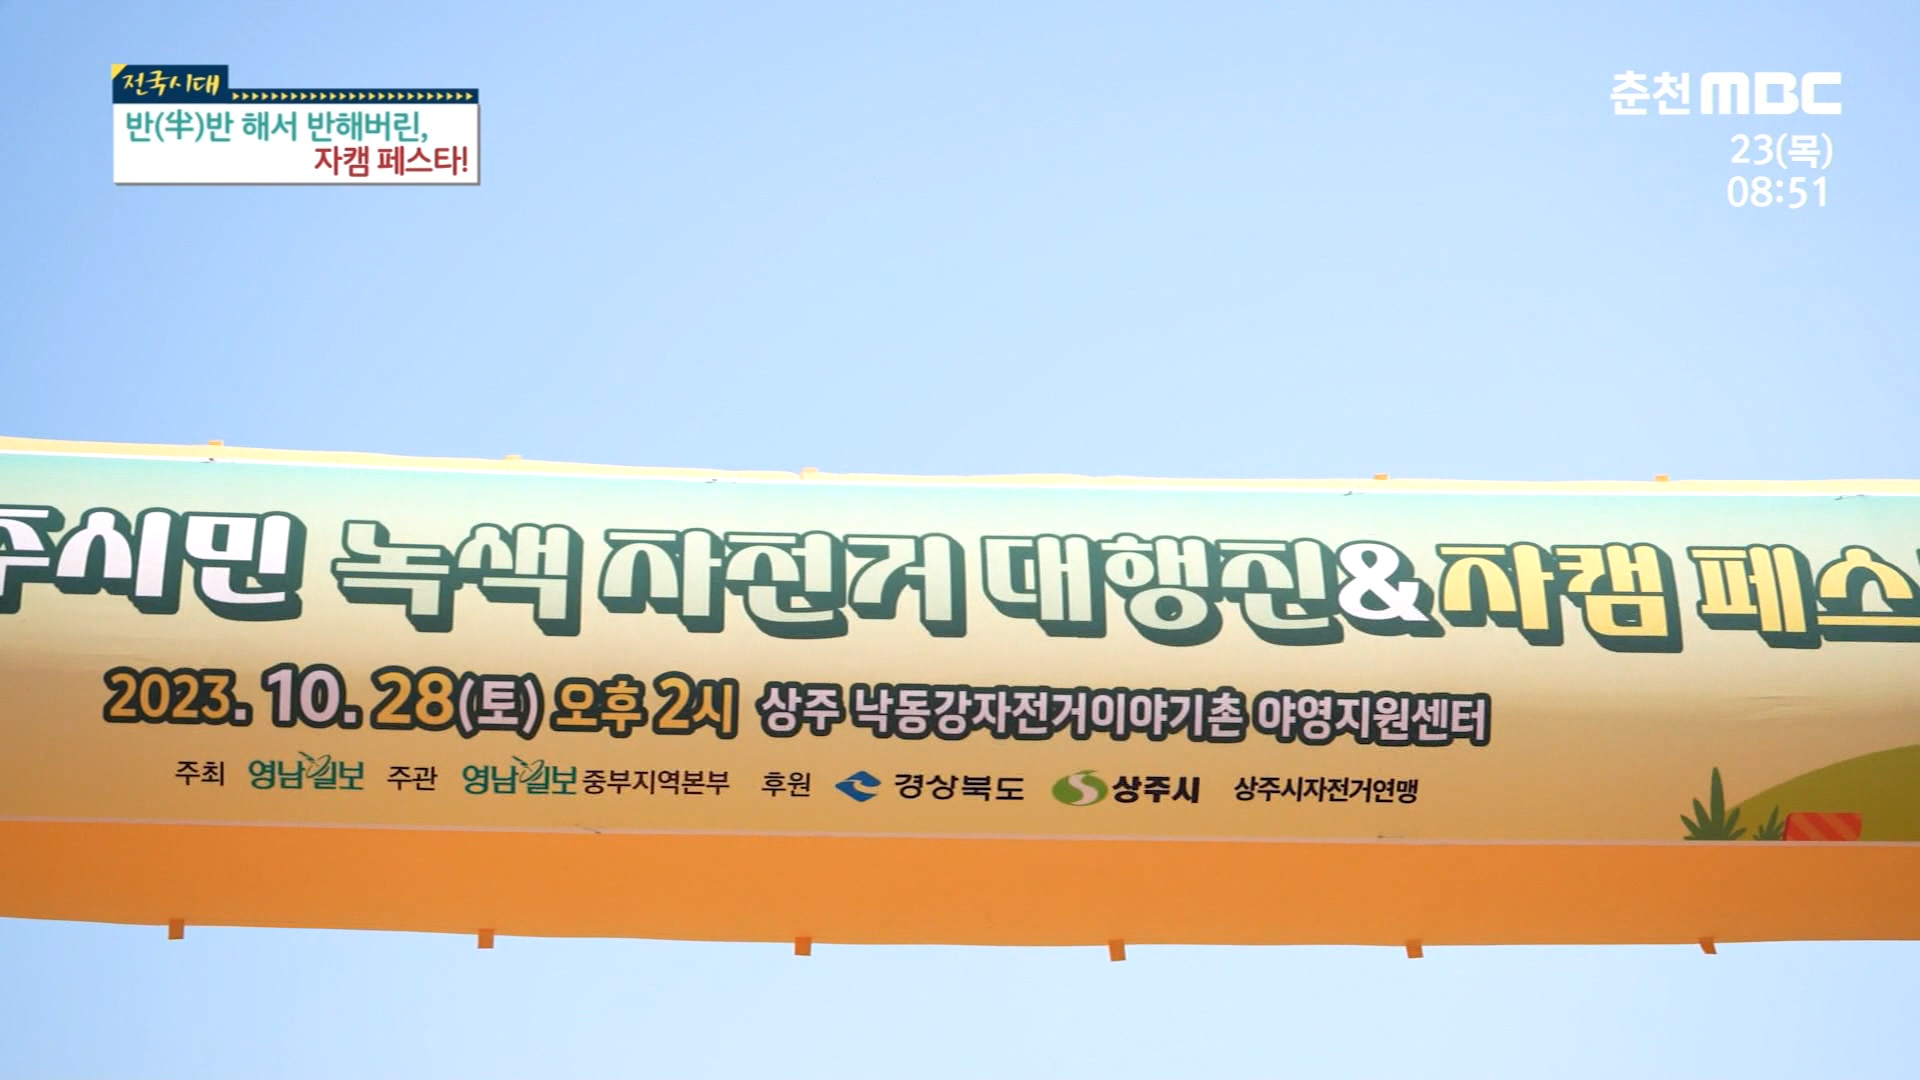 전국시대
반(半)반 해서 반해버린,
자캠 페스타!
춘천MBC
23(목)
08:51
주시민 녹색 자전거 대행진&자캠 페스
2023. 10. 28(토) 오후 2시 상주 낙동강자전거이야기촌 야영지원센터
주최 영남일보 주관 영남일보 중부지역본부 후원 경상북도 상주시 상주시자전거연맹